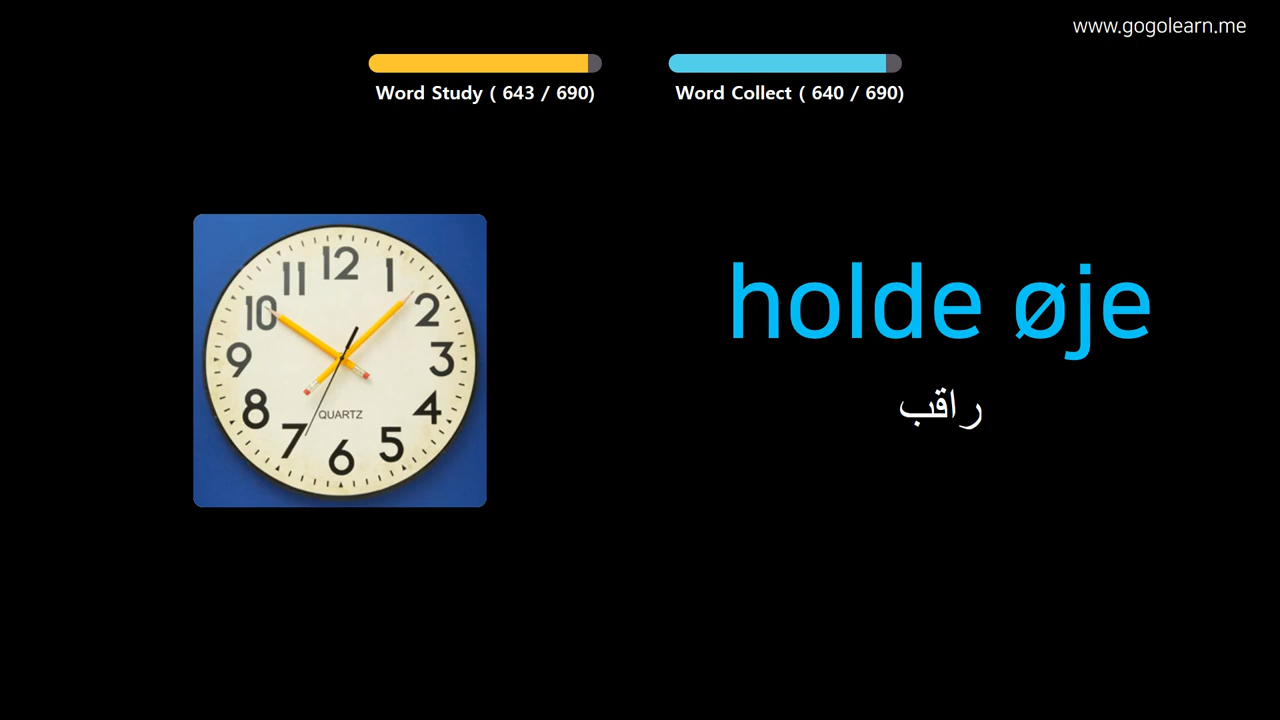 www.gogolearn.me
Word Study ( 643 / 690)
Word Collect ( 640 / 690)
12
11
1
10
2
9
3
8
4
QUARTZ
7
5
6
holde øje
راقب